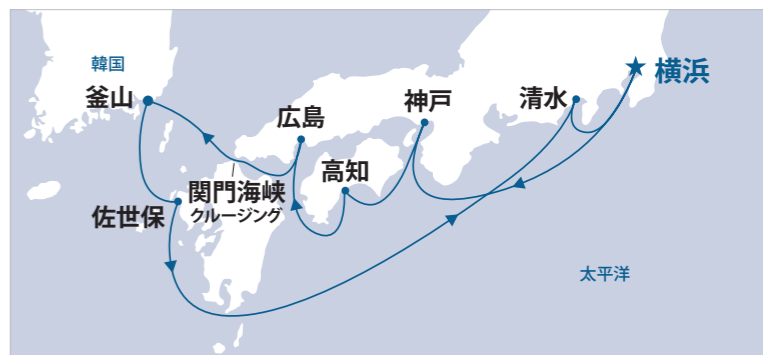 韓国
釜山
広島
神戸
清水
横浜
高知
関門海峡
クルージング
佐世保
太平洋